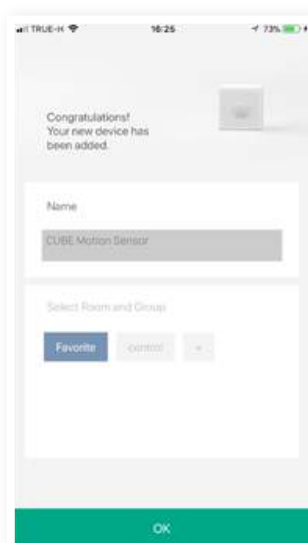 TRUE-H 16:25 73%
Congratulations!
Your new device has
been added.
Name
CUBE Motion Sensor
Select Room and Group
Favorite control +
OK